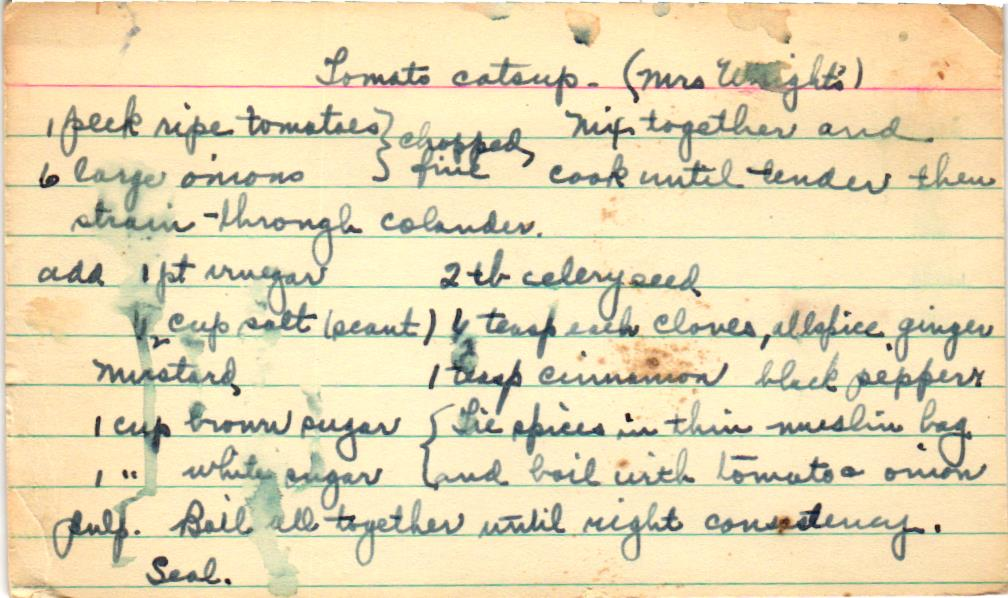 Tomato catsup - (Mrs Wright's)
1 peck ripe tomatoes } chopped, Mix together and
6 large onions } fine cook until tender then
strain through colander.
add 1 pt vinegar 2 tb celery seed
1/2 cup salt (scant) 1/2 teasp each cloves, allspice, ginger
mustard, 1 teasp cinnamon black pepper
1 cup brown sugar { Tie spices in thin muslin bag
1 " white sugar { and boil with tomato & onion
pulp. Boil all together until right consistency.
Seal.